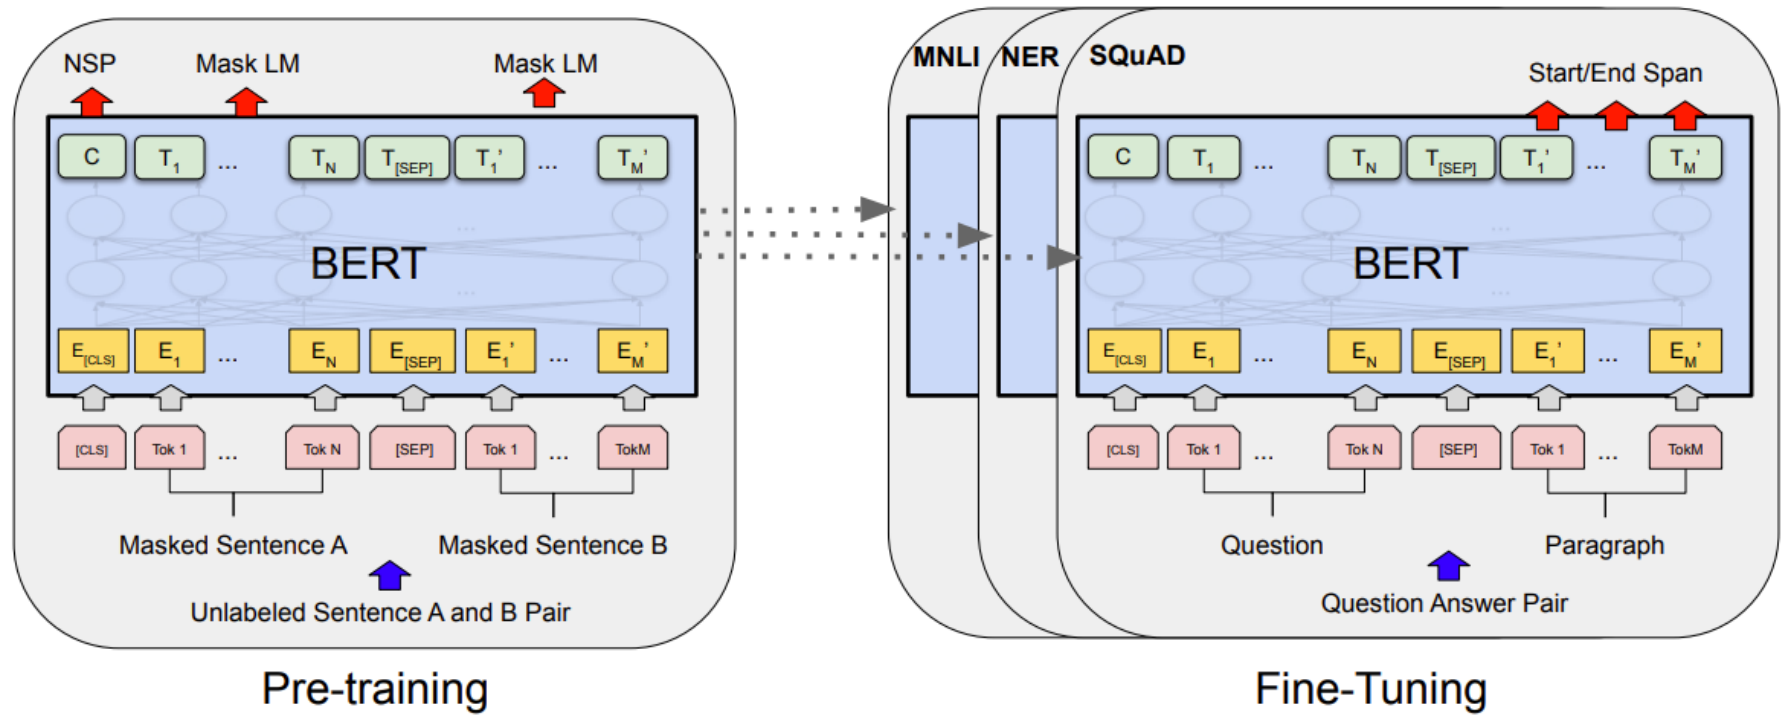 NSP Mask LM Mask LM
C T1 ... TN T[SEP] T1' ... TM'
...
BERT
...
E[CLS] E1 ... EN E[SEP] E1' ... EM'
[CLS] Tok 1 ... Tok N [SEP] Tok 1 ... TokM
Masked Sentence A Masked Sentence B
Unlabeled Sentence A and B Pair
Pre-training
MNLI NER SQuAD
Start/End Span
C T1 ... TN T[SEP] T1' ... TM'
...
BERT
...
E[CLS] E1 ... EN E[SEP] E1' ... EM'
[CLS] Tok 1 ... Tok N [SEP] Tok 1 ... TokM
Question Paragraph
Question Answer Pair
Fine-Tuning